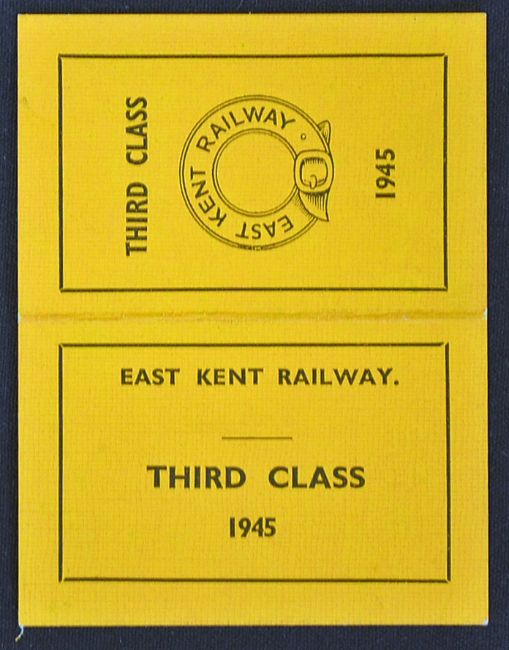 THIRD CLASS
EAST KENT RAILWAY
1945
EAST KENT RAILWAY.
THIRD CLASS
1945